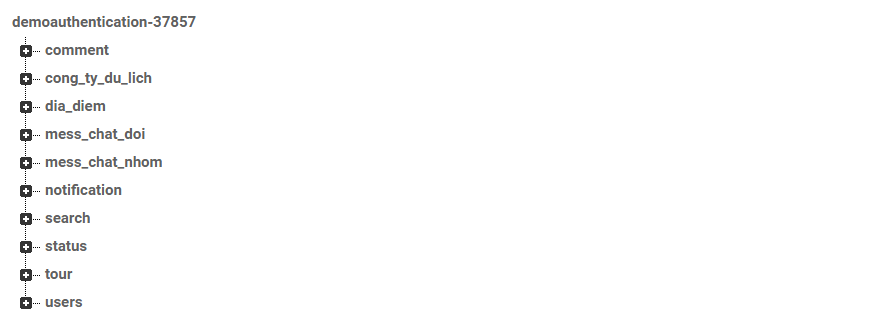 demoauthentication-37857
comment
cong_ty_du_lich
dia_diem
mess_chat_doi
mess_chat_nhom
notification
search
status
tour
users